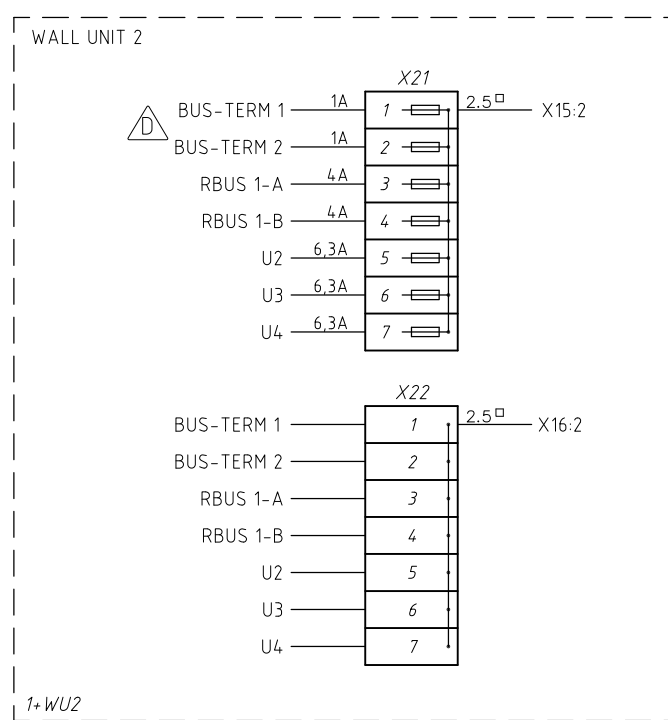 WALL UNIT 2
X21
D
BUS-TERM 1 1A 1 2.5□ X15:2
BUS-TERM 2 1A 2
RBUS 1-A 4A 3
RBUS 1-B 4A 4
U2 6,3A 5
U3 6,3A 6
U4 6,3A 7
X22
BUS-TERM 1 1 2.5□ X16:2
BUS-TERM 2 2
RBUS 1-A 3
RBUS 1-B 4
U2 5
U3 6
U4 7
1+WU2